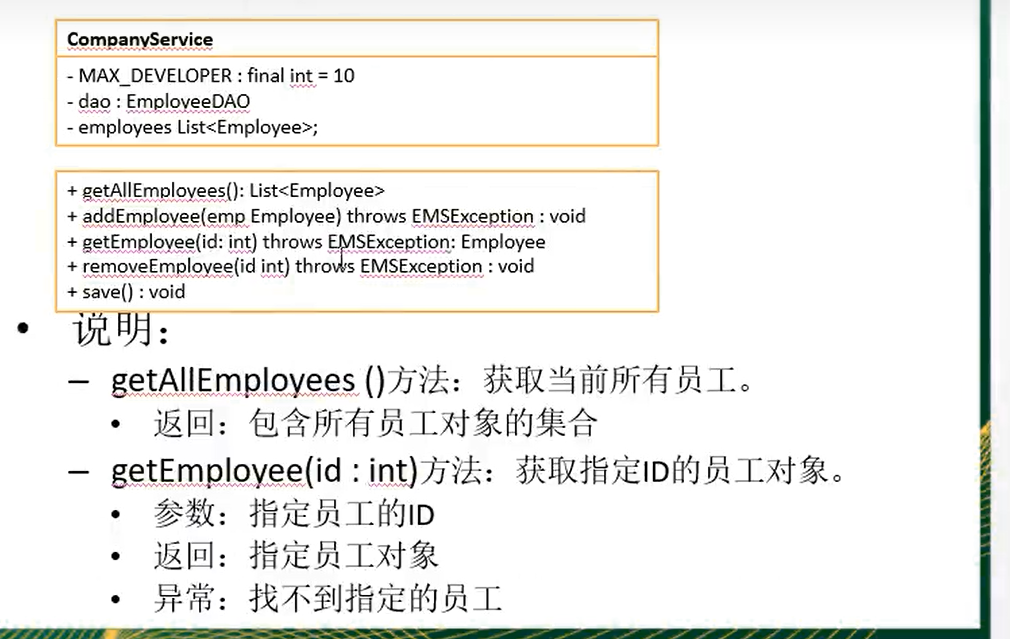 CompanyService
- MAX_DEVELOPER : final int = 10
- dao : EmployeeDAO
- employees List<Employee>;
+ getAllEmployees(): List<Employee>
+ addEmployee(emp Employee) throws EMSException : void
+ getEmployee(id: int) throws EMSException: Employee
+ removeEmployee(id int) throws EMSException : void
+ save() : void
• 说明：
– getAllEmployees ()方法：获取当前所有员工。
• 返回：包含所有员工对象的集合
– getEmployee(id : int)方法：获取指定ID的员工对象。
• 参数：指定员工的ID
• 返回：指定员工对象
• 异常：找不到指定的员工